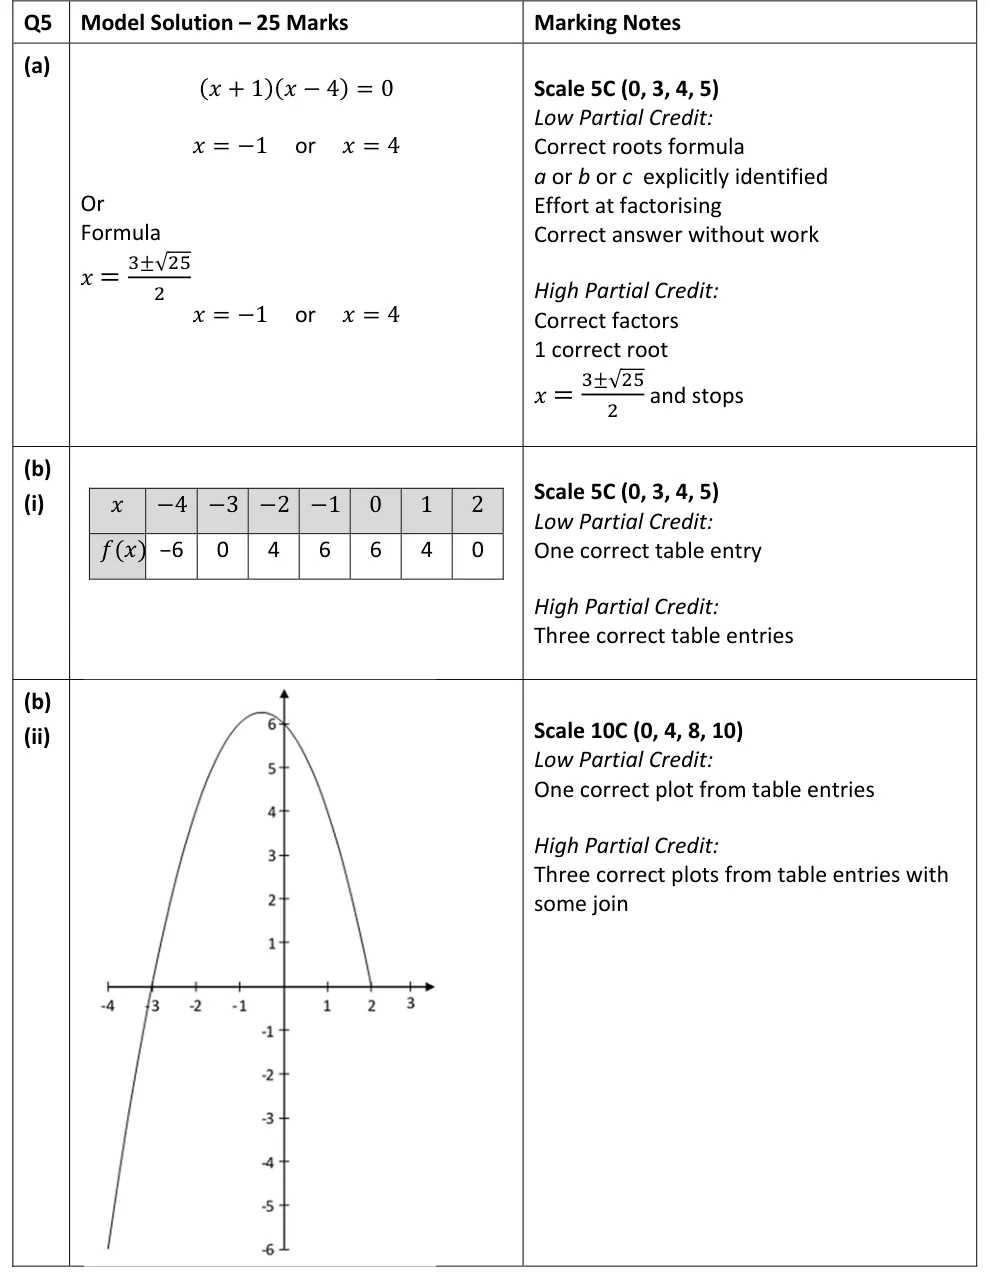 Q5 Model Solution – 25 Marks Marking Notes
(a)
(x + 1)(x − 4) = 0
x = −1 or x = 4
Or
Formula
x = (3±√25)/2
x = −1 or x = 4
Scale 5C (0, 3, 4, 5)
Low Partial Credit:
Correct roots formula
a or b or c explicitly identified
Effort at factorising
Correct answer without work
High Partial Credit:
Correct factors
1 correct root
x = (3±√25)/2 and stops
(b)
(i)
x −4 −3 −2 −1 0 1 2
f(x) −6 0 4 6 6 4 0
Scale 5C (0, 3, 4, 5)
Low Partial Credit:
One correct table entry
High Partial Credit:
Three correct table entries
(b)
(ii)
6
5
4
3
2
1
-4 -3 -2 -1 1 2 3
-1
-2
-3
-4
-5
-6
Scale 10C (0, 4, 8, 10)
Low Partial Credit:
One correct plot from table entries
High Partial Credit:
Three correct plots from table entries with
some join